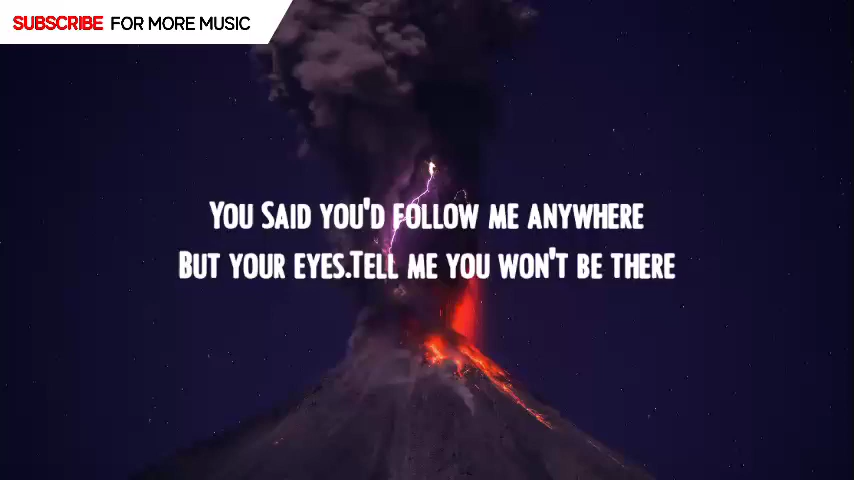 SUBSCRIBE FOR MORE MUSIC
You Said you'd follow me anywhere
But your eyes.Tell me you won't be there